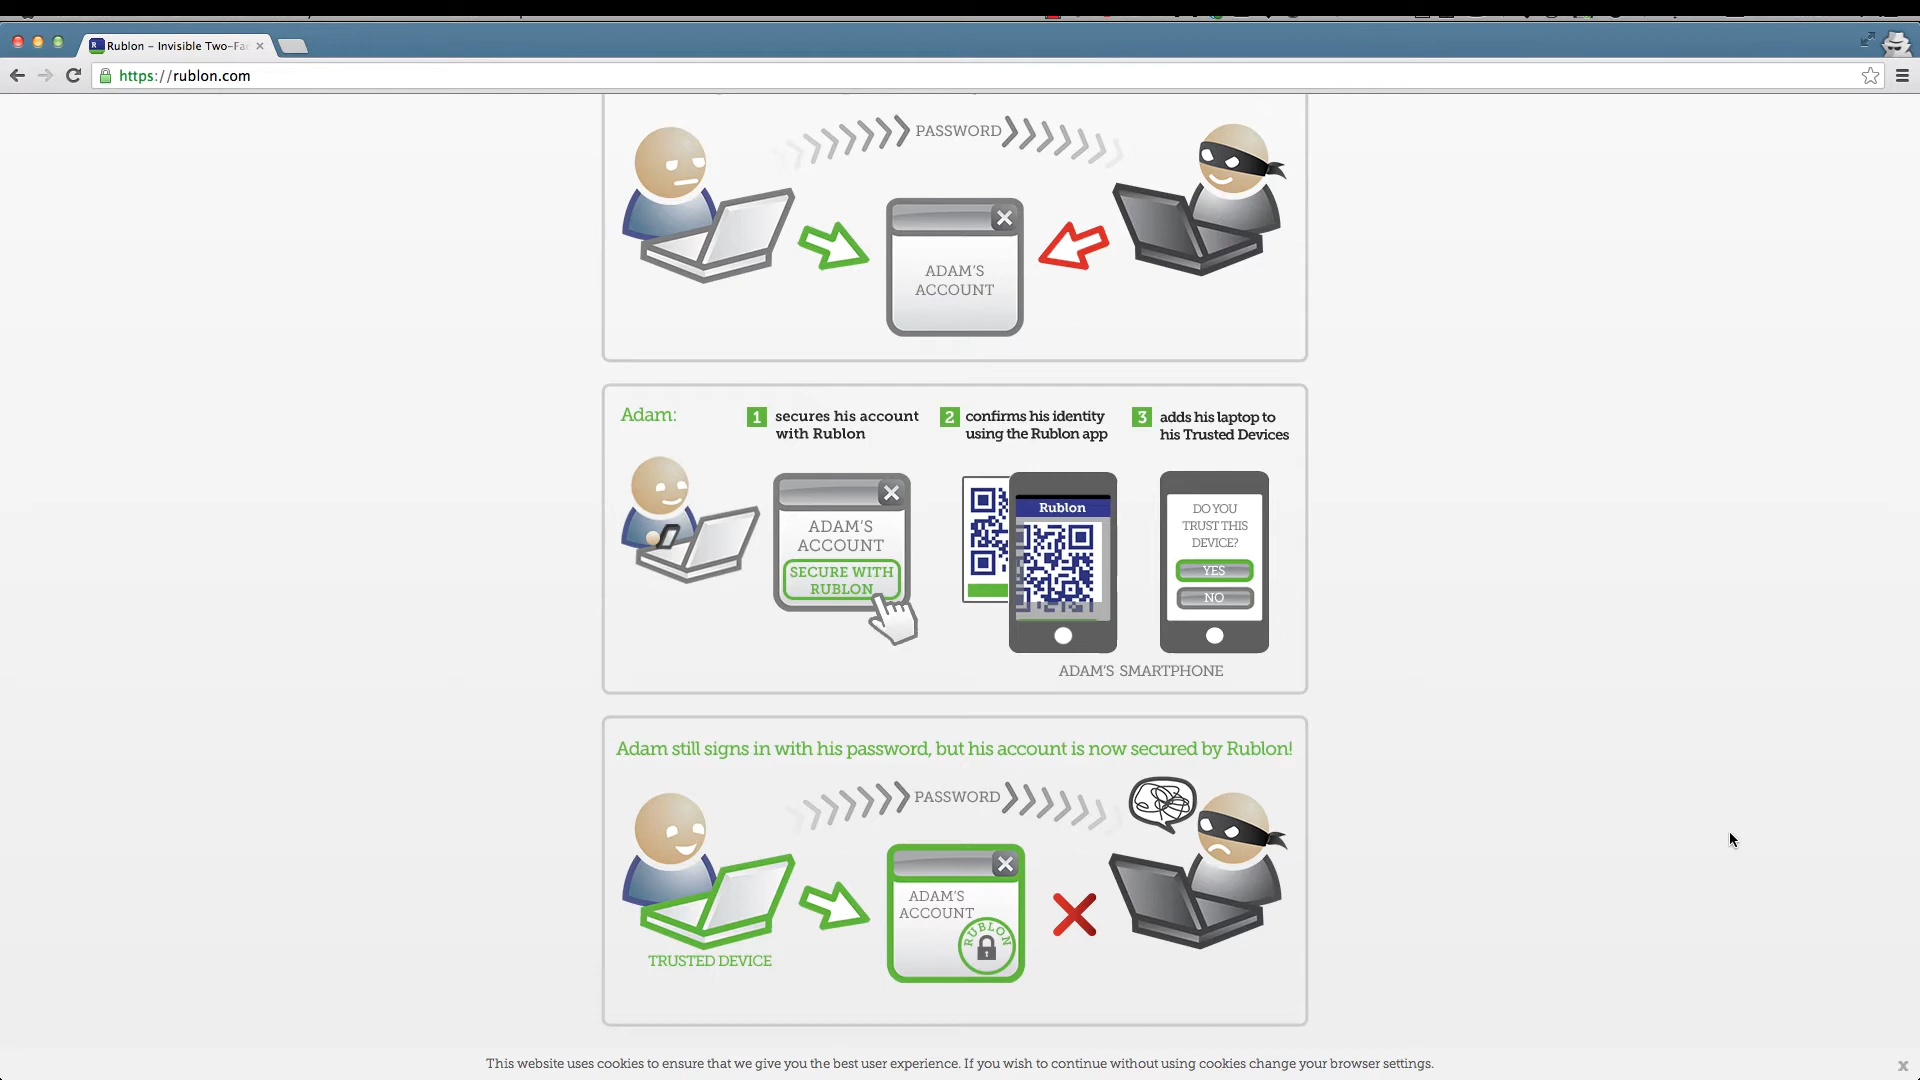 Rublon – Invisible Two-Fa
https://rublon.com
PASSWORD
ADAM'S
ACCOUNT
Adam:
1 secures his account
with Rublon
2 confirms his identity
using the Rublon app
3 adds his laptop to
his Trusted Devices
ADAM'S
ACCOUNT
SECURE WITH
RUBLON
Rublon
DO YOU
TRUST THIS
DEVICE?
YES
NO
ADAM'S SMARTPHONE
Adam still signs in with his password, but his account is now secured by Rublon!
PASSWORD
ADAM'S
ACCOUNT
RUBLON
TRUSTED DEVICE
This website uses cookies to ensure that we give you the best user experience. If you wish to continue without using cookies change your browser settings.